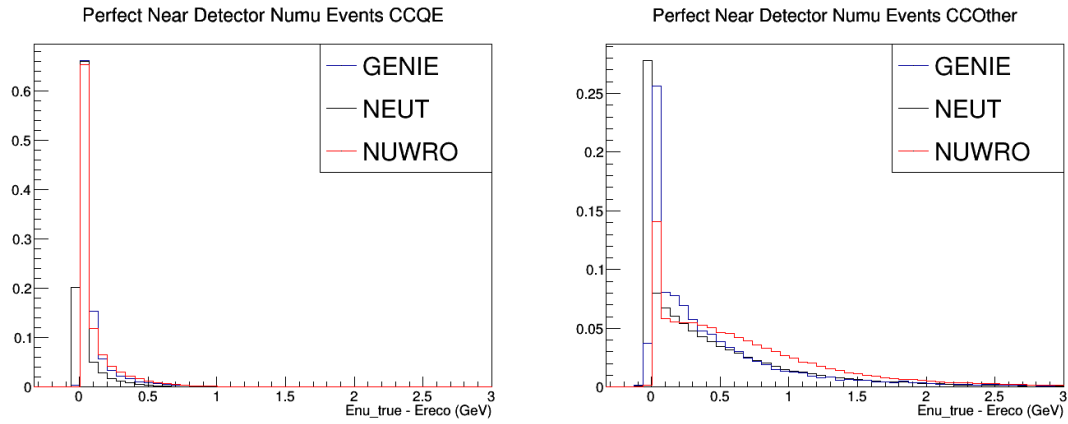 Perfect Near Detector Numu Events CCQE
GENIE
NEUT
NUWRO
0.6
0.5
0.4
0.3
0.2
0.1
0
0 0.5 1 1.5 2 2.5 3
Enu_true - Ereco (GeV)
Perfect Near Detector Numu Events CCOther
GENIE
NEUT
NUWRO
0.25
0.2
0.15
0.1
0.05
0
0 0.5 1 1.5 2 2.5 3
Enu_true - Ereco (GeV)